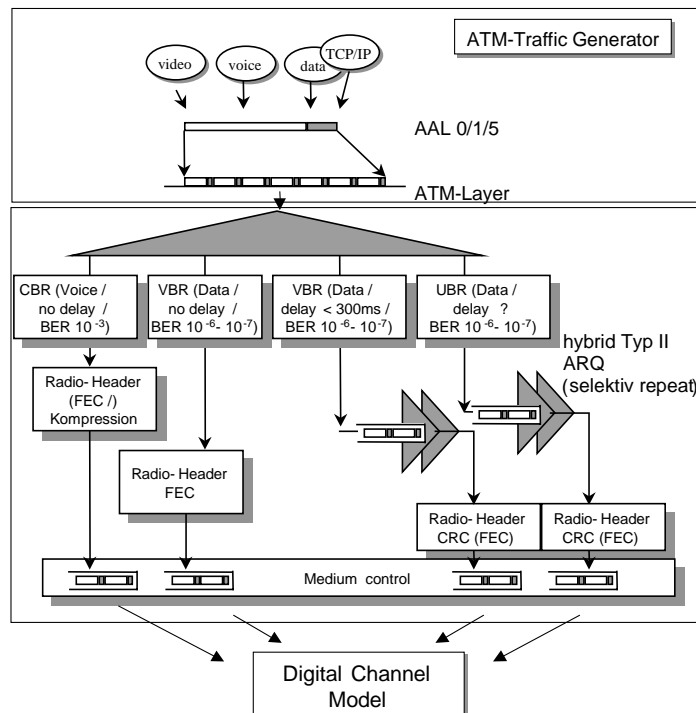 ATM-Traffic Generator
video
voice
data
TCP/IP
AAL 0/1/5
ATM-Layer
CBR (Voice /
no delay /
BER 10-3)
VBR (Data /
no delay /
BER 10-6- 10-7)
VBR (Data /
delay < 300ms /
BER 10-6- 10-7)
UBR (Data /
delay ?
BER 10-6- 10-7)
hybrid Typ II
ARQ
(selektiv repeat)
Radio- Header
(FEC /)
Kompression
Radio- Header
FEC
Radio- Header
CRC (FEC)
Radio- Header
CRC (FEC)
Medium control
Digital Channel
Model